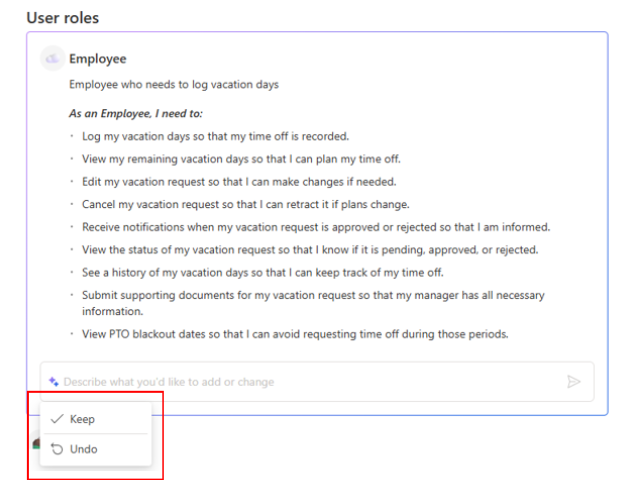 User roles
Employee
Employee who needs to log vacation days
As an Employee, I need to:
· Log my vacation days so that my time off is recorded.
· View my remaining vacation days so that I can plan my time off.
· Edit my vacation request so that I can make changes if needed.
· Cancel my vacation request so that I can retract it if plans change.
· Receive notifications when my vacation request is approved or rejected so that I am informed.
· View the status of my vacation request so that I know if it is pending, approved, or rejected.
· See a history of my vacation days so that I can keep track of my time off.
· Submit supporting documents for my vacation request so that my manager has all necessary
information.
· View PTO blackout dates so that I can avoid requesting time off during those periods.
Describe what you'd like to add or change
Keep
Undo